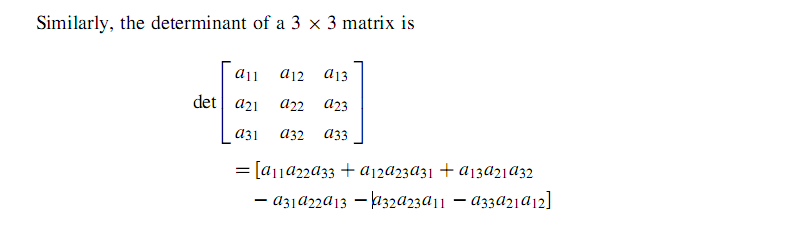 Similarly, the determinant of a 3 × 3 matrix is
a₁₁ a₁₂ a₁₃
det a₂₁ a₂₂ a₂₃
a₃₁ a₃₂ a₃₃
= [a₁₁a₂₂a₃₃ + a₁₂a₂₃a₃₁ + a₁₃a₂₁a₃₂
− a₃₁a₂₂a₁₃ − a₃₂a₂₃a₁₁ − a₃₃a₂₁a₁₂]